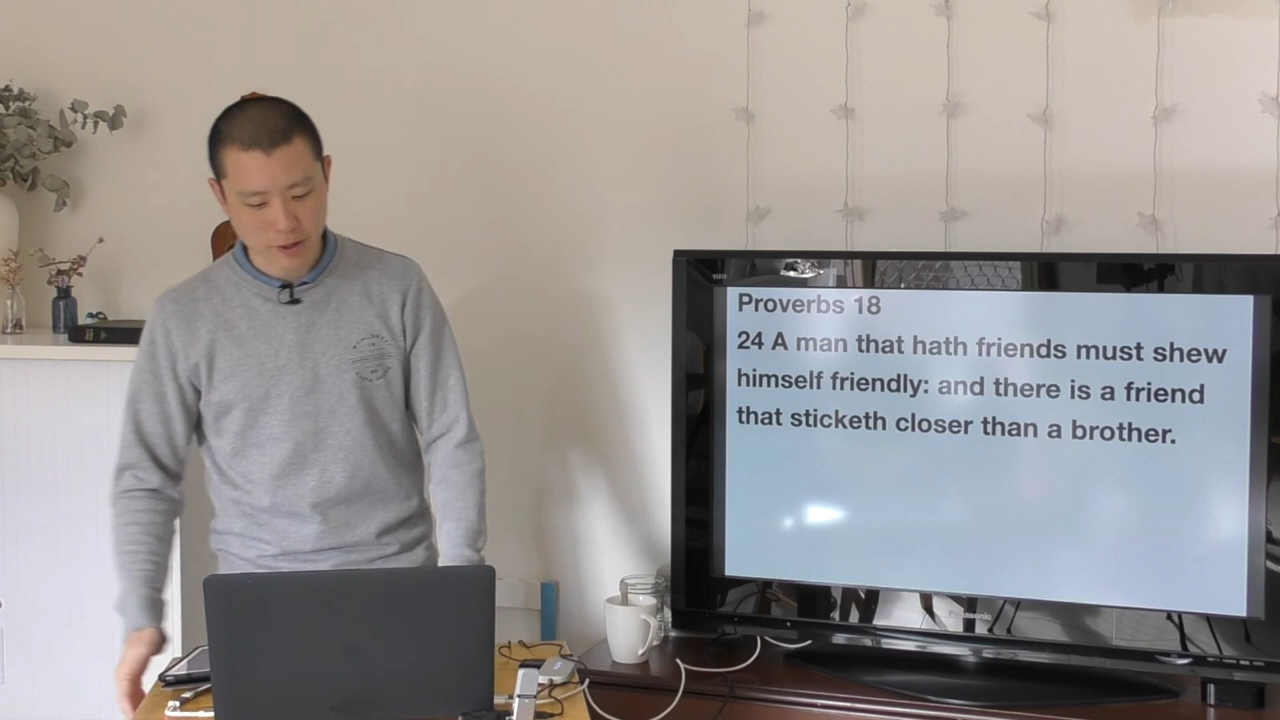 Proverbs 18
24 A man that hath friends must shew
himself friendly: and there is a friend
that sticketh closer than a brother.
Panasonic